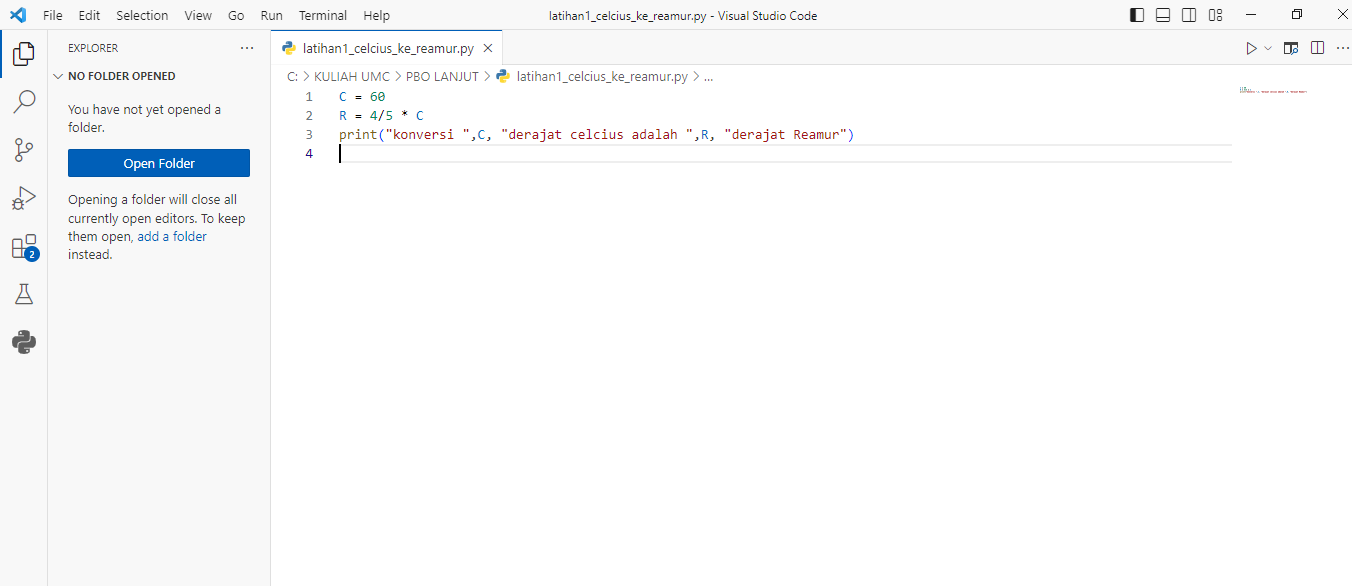 File Edit Selection View Go Run Terminal Help
latihan1_celcius_ke_reamur.py - Visual Studio Code
EXPLORER
NO FOLDER OPENED
You have not yet opened a
folder.
Open Folder
Opening a folder will close all
currently open editors. To keep
them open, add a folder
instead.
2
latihan1_celcius_ke_reamur.py
C: > KULIAH UMC > PBO LANJUT > latihan1_celcius_ke_reamur.py > ...
1 C = 60
2 R = 4/5 * C
3 print("konversi ",C, "derajat celcius adalah ",R, "derajat Reamur")
4